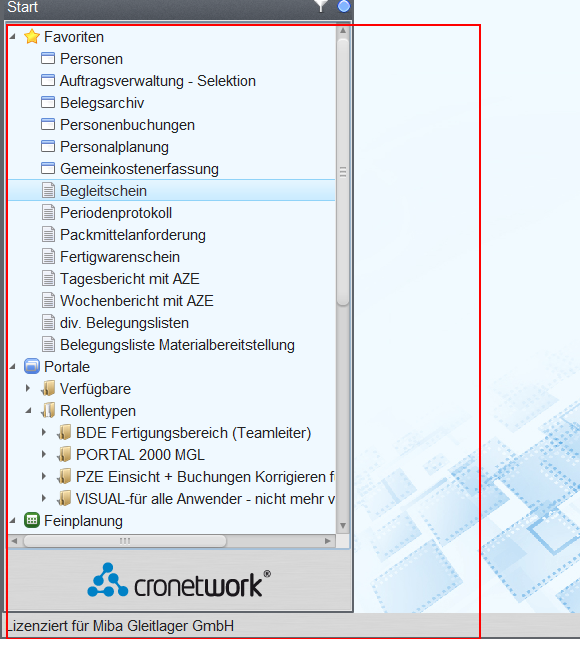 Start
Favoriten
Personen
Auftragsverwaltung - Selektion
Belegsarchiv
Personenbuchungen
Personalplanung
Gemeinkostenerfassung
Begleitschein
Periodenprotokoll
Packmittelanforderung
Fertigwarenschein
Tagesbericht mit AZE
Wochenbericht mit AZE
div. Belegungslisten
Belegungsliste Materialbereitstellung
Portale
Verfügbare
Rollentypen
BDE Fertigungsbereich (Teamleiter)
PORTAL 2000 MGL
PZE Einsicht + Buchungen Korrigieren f
VISUAL-für alle Anwender - nicht mehr v
Feinplanung
cronetwork®
Lizenziert für Miba Gleitlager GmbH